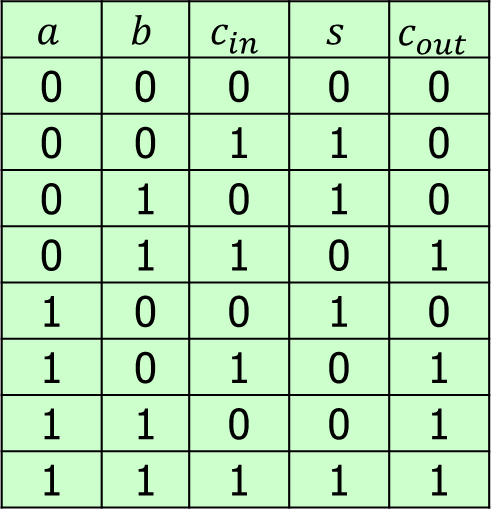 a b c_in s c_out
0 0 0 0 0
0 0 1 1 0
0 1 0 1 0
0 1 1 0 1
1 0 0 1 0
1 0 1 0 1
1 1 0 0 1
1 1 1 1 1